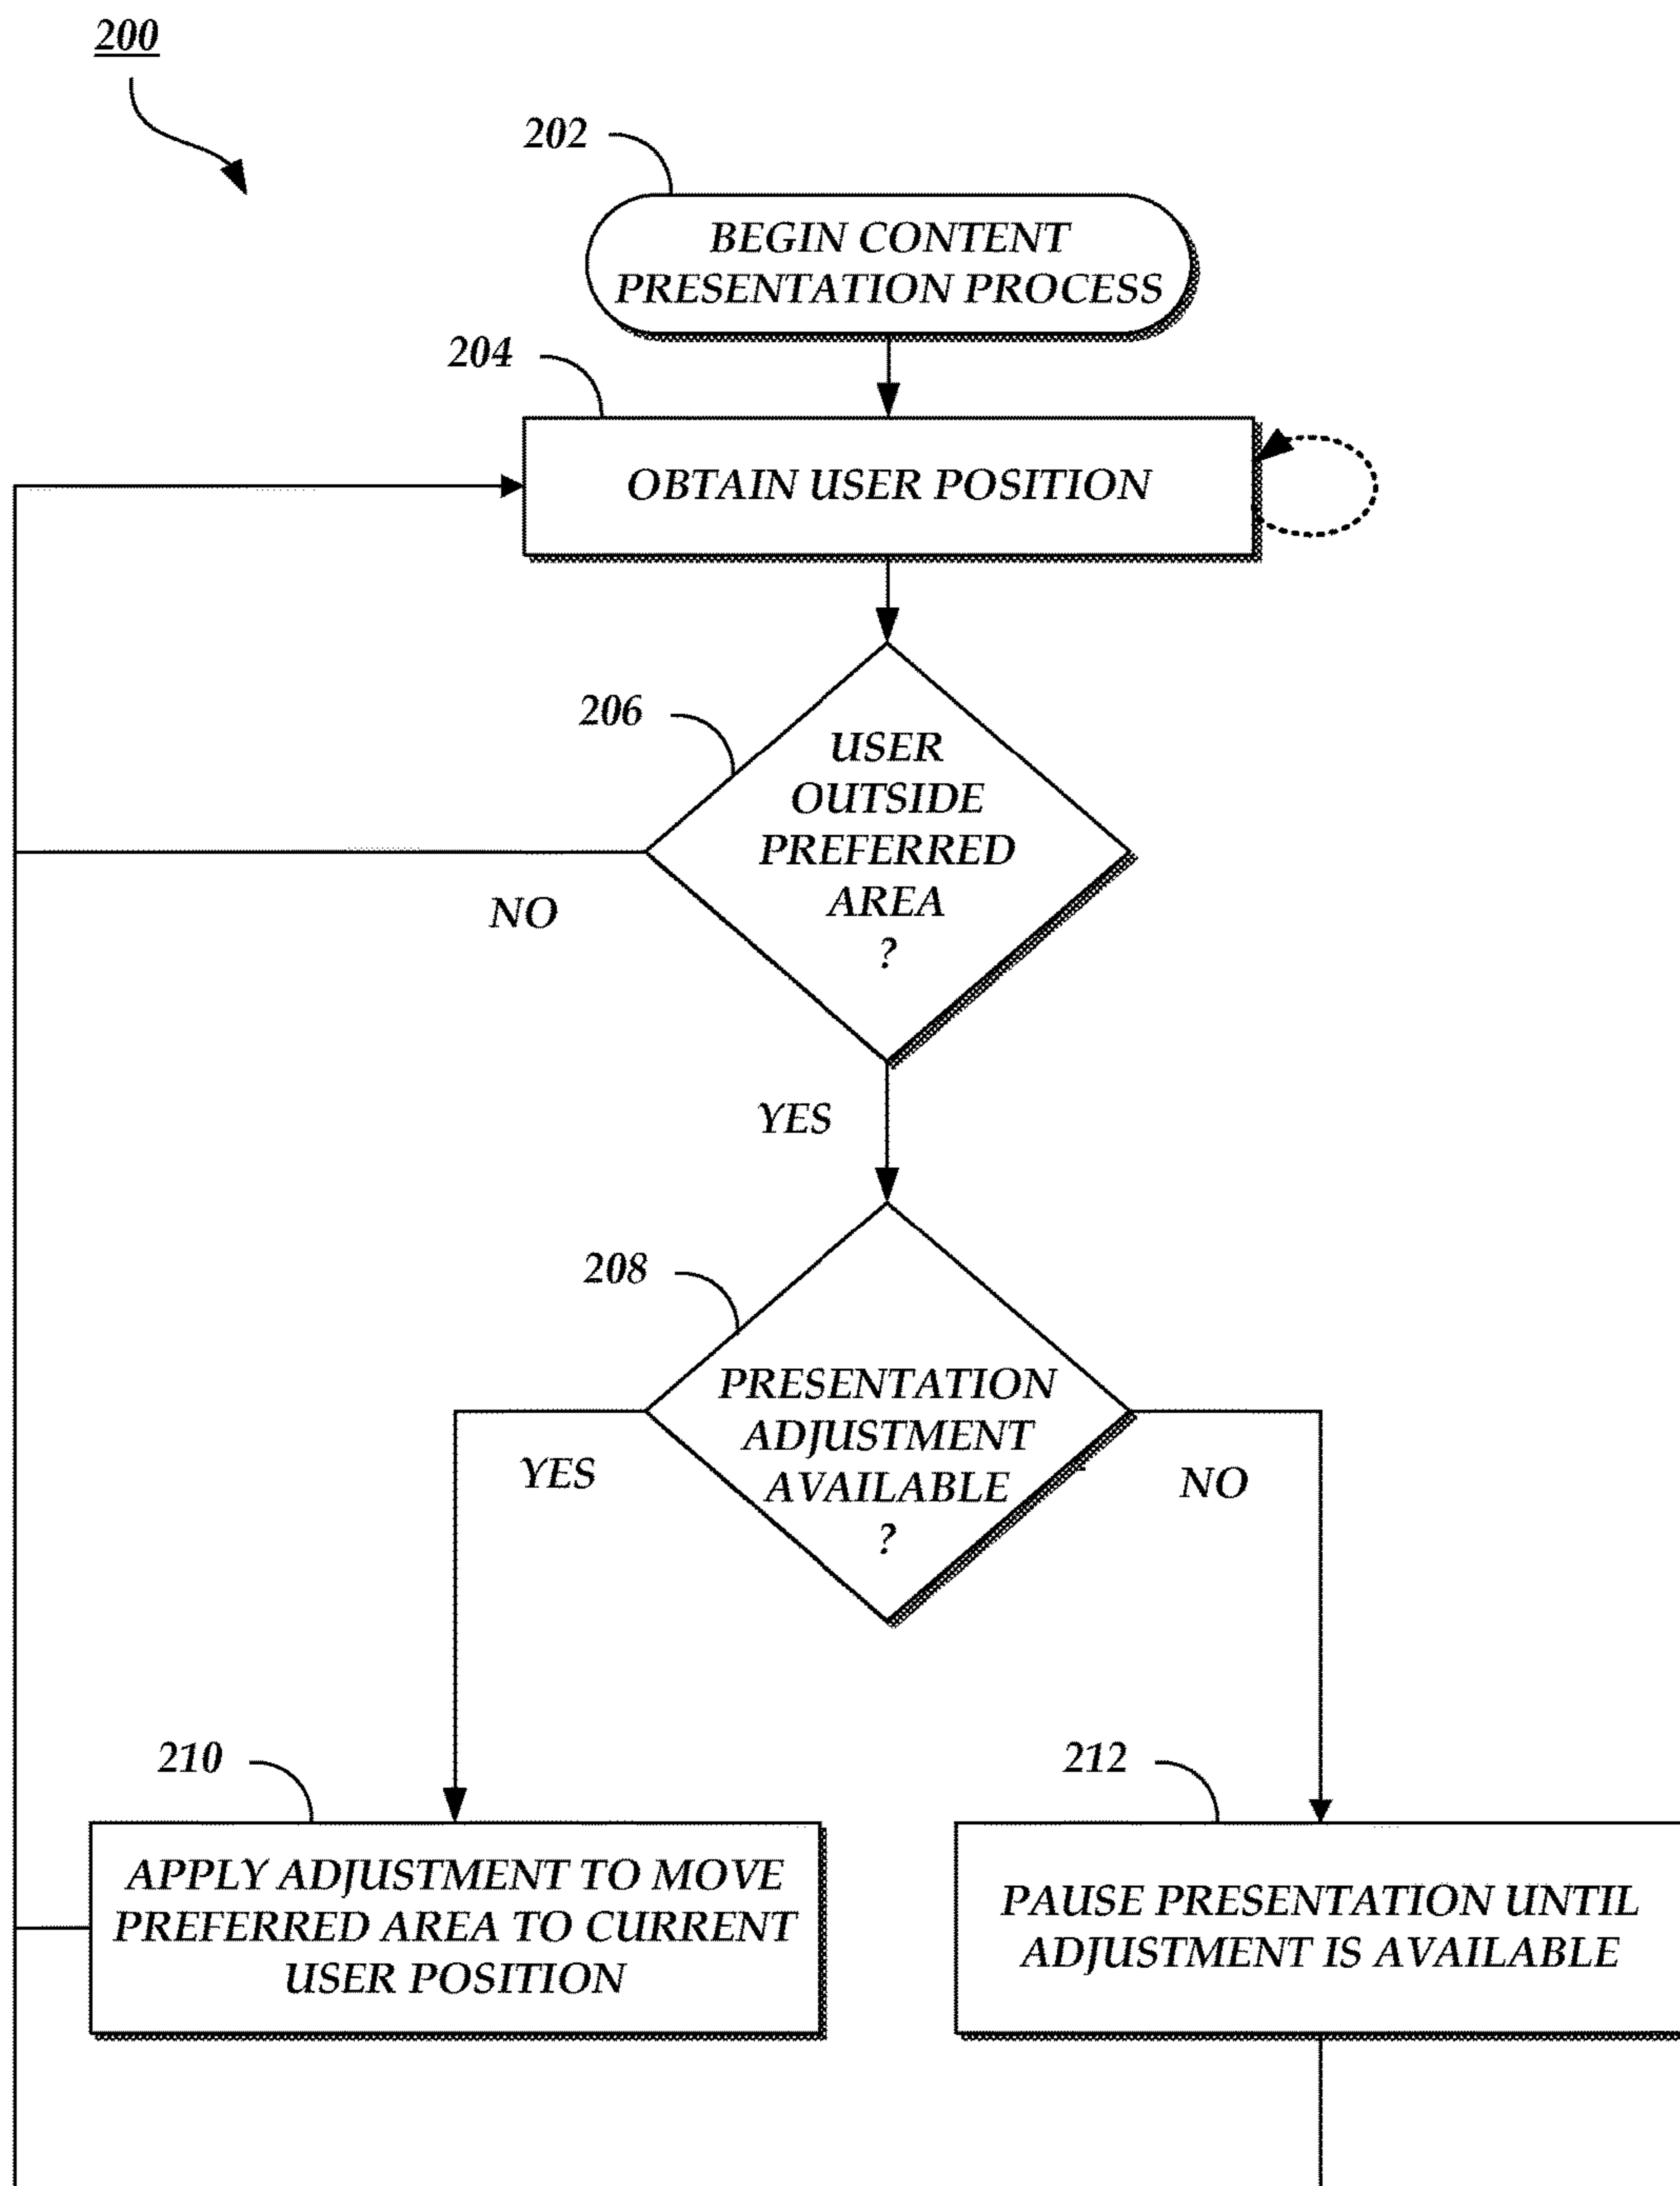 200
202
BEGIN CONTENT
PRESENTATION PROCESS
204
OBTAIN USER POSITION
206
USER
OUTSIDE
PREFERRED
AREA
?
NO
YES
208
PRESENTATION
ADJUSTMENT
AVAILABLE
?
YES
NO
210
APPLY ADJUSTMENT TO MOVE
PREFERRED AREA TO CURRENT
USER POSITION
212
PAUSE PRESENTATION UNTIL
ADJUSTMENT IS AVAILABLE